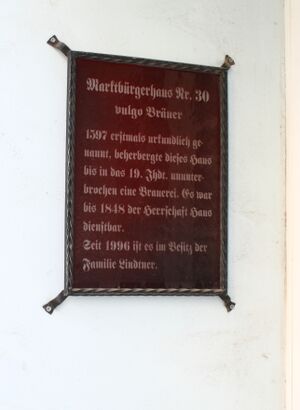 Marktbürgerhaus Nr. 30
vulgo Bräuer
1597 erstmals urkundlich ge-
nannt, beherbergte dieses Haus
bis in das 19. Jhdt. ununter-
brochen eine Brauerei. Es war
bis 1848 der Herrschaft Haus
dienstbar.
Seit 1996 ist es im Besitz der
Familie Lindtner.